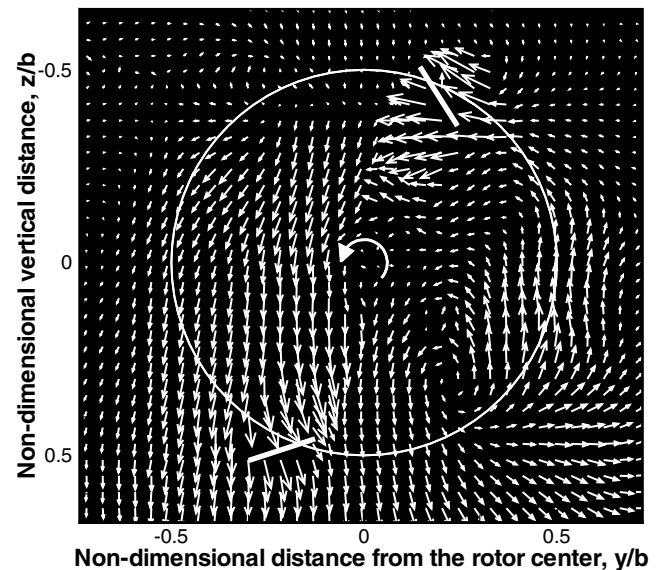 Non-dimensional vertical distance, z/b
-0.5
0
0.5
-0.5 0 0.5
Non-dimensional distance from the rotor center, y/b